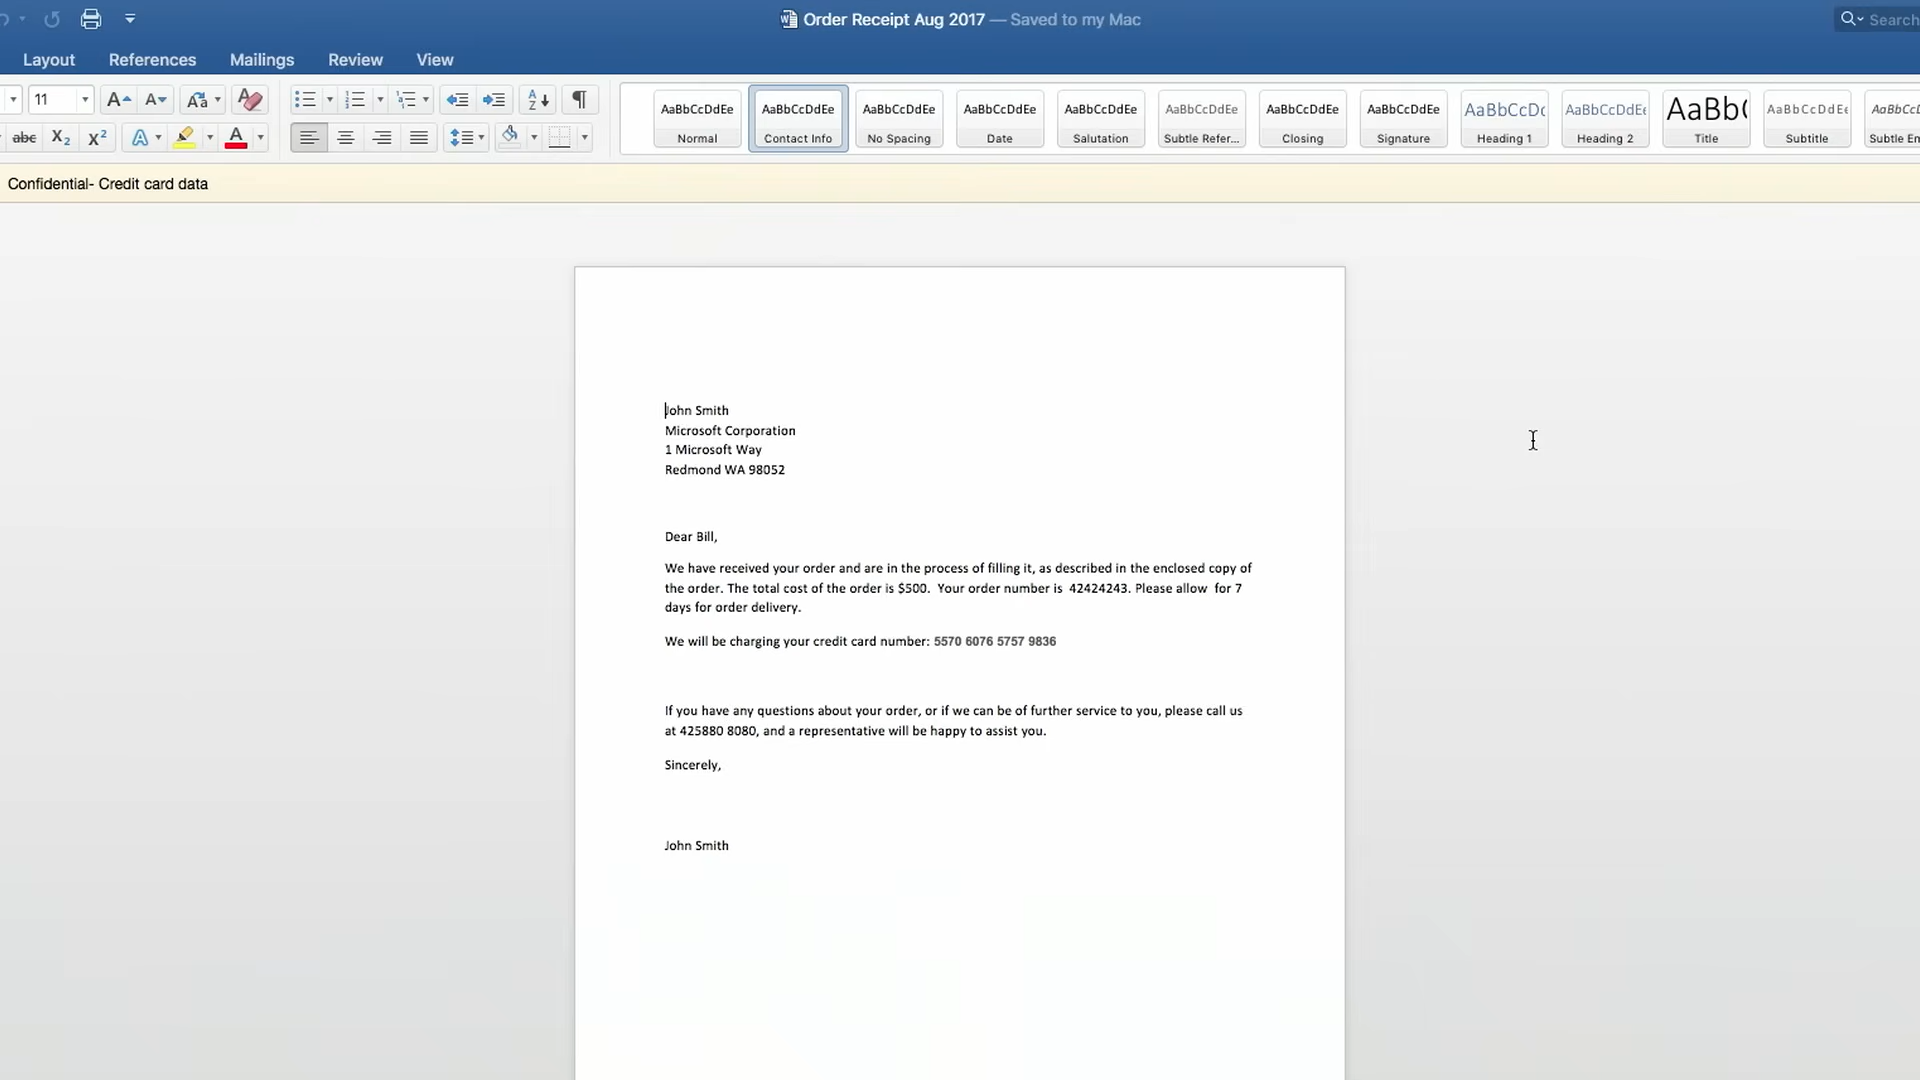 Order Receipt Aug 2017 — Saved to my Mac
Search
Layout References Mailings Review View
11
abc X2 X2 A A
AaBbCcDdEe AaBbCcDdEe AaBbCcDdEe AaBbCcDdEe AaBbCcDdEe AaBbCcDdEe AaBbCcDdEe AaBbCcDdEe AaBbCcDc AaBbCcDdEe AaBb( AaBbCcDdEe AaBbCcL
Normal Contact Info No Spacing Date Salutation Subtle Refer... Closing Signature Heading 1 Heading 2 Title Subtitle Subtle En
Confidential- Credit card data
John Smith
Microsoft Corporation
1 Microsoft Way
Redmond WA 98052
Dear Bill,
We have received your order and are in the process of filling it, as described in the enclosed copy of
the order. The total cost of the order is $500.  Your order number is  42424243. Please allow  for 7
days for order delivery.
We will be charging your credit card number: 5570 6076 5757 9836
If you have any questions about your order, or if we can be of further service to you, please call us
at 425880 8080, and a representative will be happy to assist you.
Sincerely,
John Smith